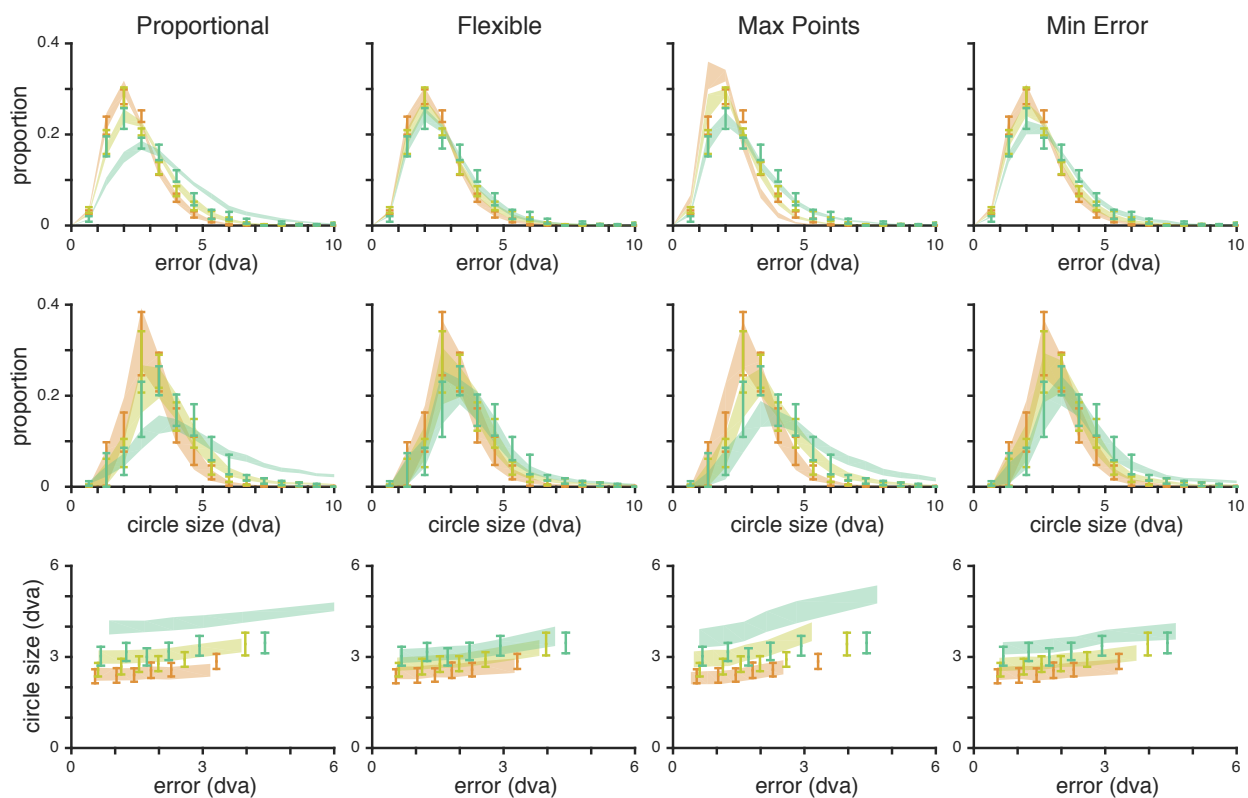 Proportional Flexible Max Points Min Error
proportion
0.4
0.2
0
0 5 10
error (dva)
0 5 10
error (dva)
0 5 10
error (dva)
0 5 10
error (dva)
proportion
0.4
0.2
0
0 5 10
circle size (dva)
0 5 10
circle size (dva)
0 5 10
circle size (dva)
0 5 10
circle size (dva)
circle size (dva)
6
3
0
0 3 6
error (dva)
6
3
0
0 3 6
error (dva)
6
3
0
0 3 6
error (dva)
6
3
0
0 3 6
error (dva)